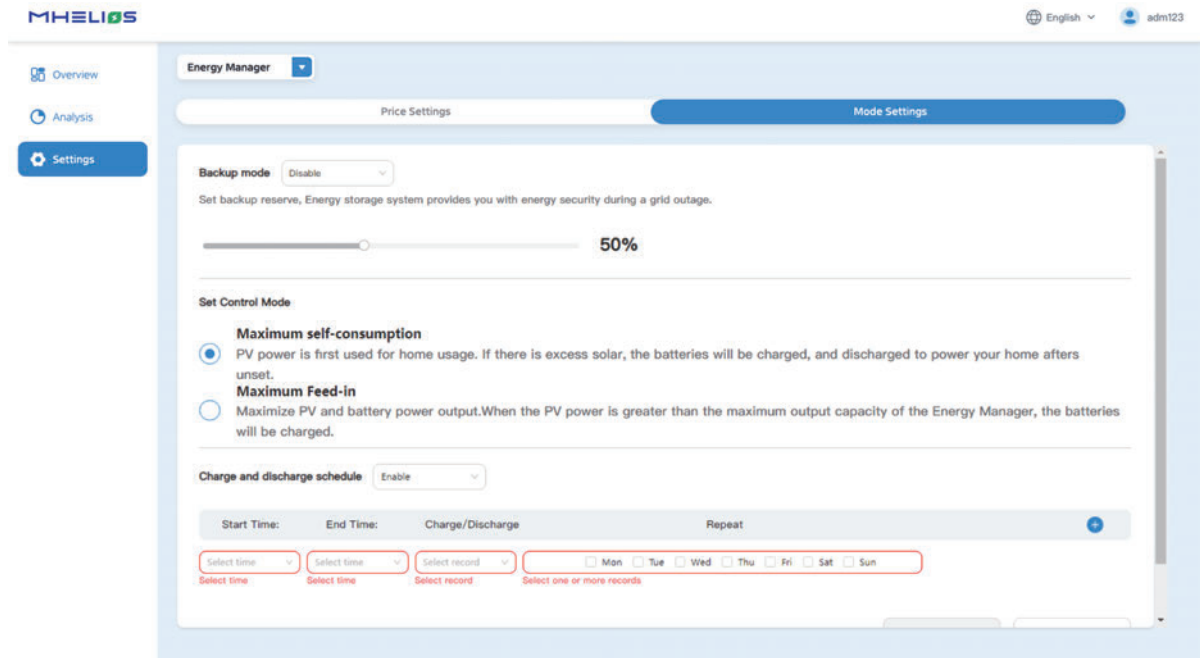 MHELIOS
English
adm123
Overview
Analysis
Settings
Energy Manager
Price Settings
Mode Settings
Backup mode
Disable
Set backup reserve, Energy storage system provides you with energy security during a grid outage.
50%
Set Control Mode
Maximum self-consumption
PV power is first used for home usage. If there is excess solar, the batteries will be charged, and discharged to power your home afters
unset.
Maximum Feed-in
Maximize PV and battery power output.When the PV power is greater than the maximum output capacity of the Energy Manager, the batteries
will be charged.
Charge and discharge schedule
Enable
Start Time: End Time: Charge/Discharge Repeat
Select time Select time Select record Mon Tue Wed Thu Fri Sat Sun
Select time Select time Select record Select one or more records